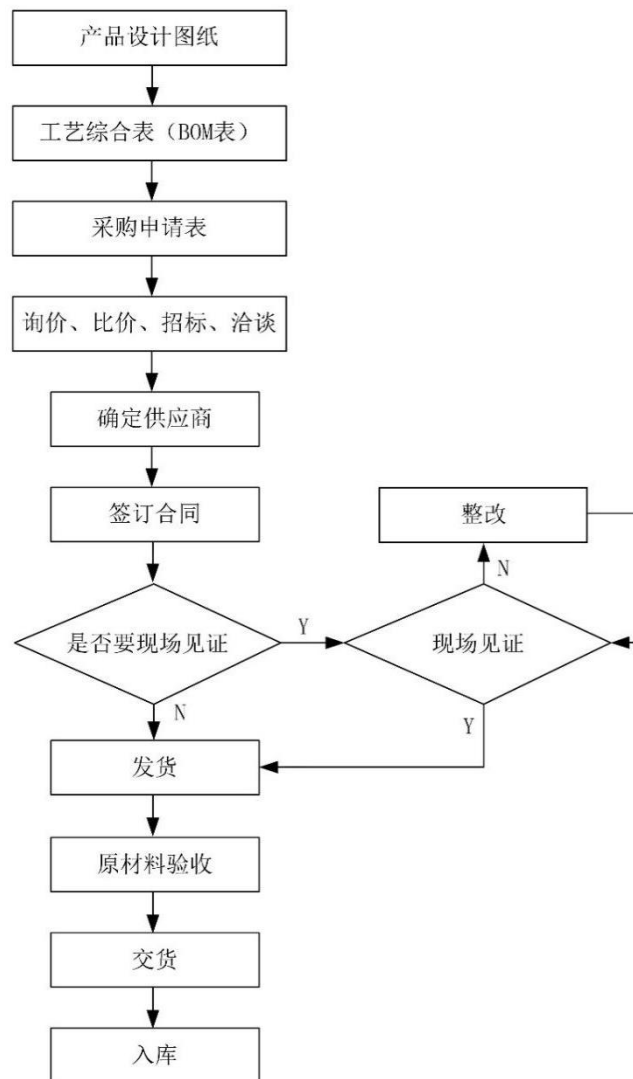 产品设计图纸
工艺综合表（BOM表）
采购申请表
询价、比价、招标、洽谈
确定供应商
签订合同
整改
N
是否要现场见证
Y
现场见证
N
Y
发货
原材料验收
交货
入库